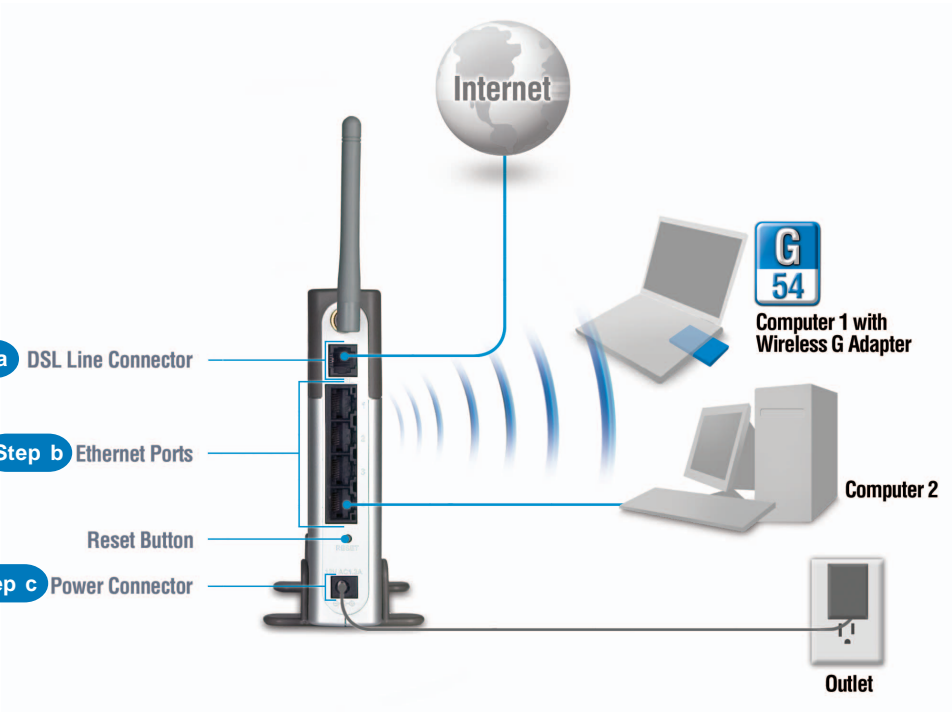 Internet
G
54
Computer 1 with
Wireless G Adapter
a DSL Line Connector
Step b Ethernet Ports
Computer 2
Reset Button
RESET
ep c Power Connector
Outlet